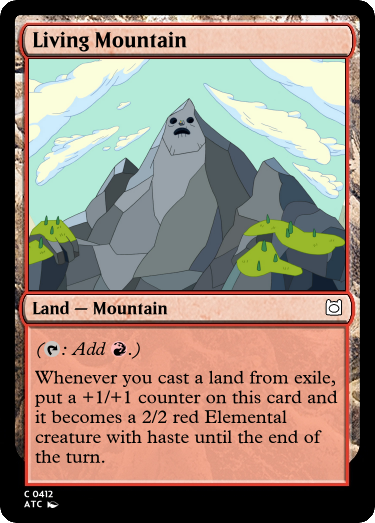 Living Mountain
Land — Mountain
(: Add .)
Whenever you cast a land from exile,
put a +1/+1 counter on this card and
it becomes a 2/2 red Elemental
creature with haste until the end of
the turn.
C 0412
ATC